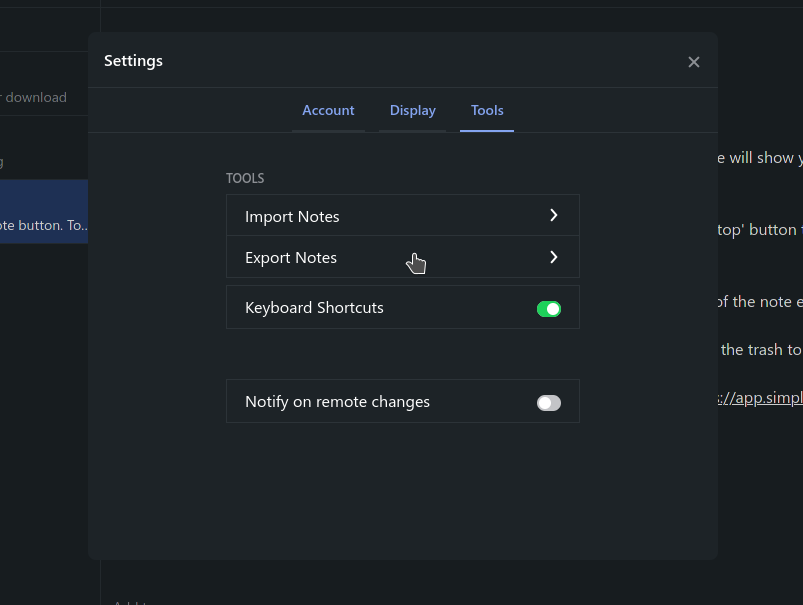 Settings
Account Display Tools
download
e will show
TOOLS
Import Notes
top' button
ote button. To..
Export Notes
of the note e
Keyboard Shortcuts
the trash to
://app.simpl
Notify on remote changes